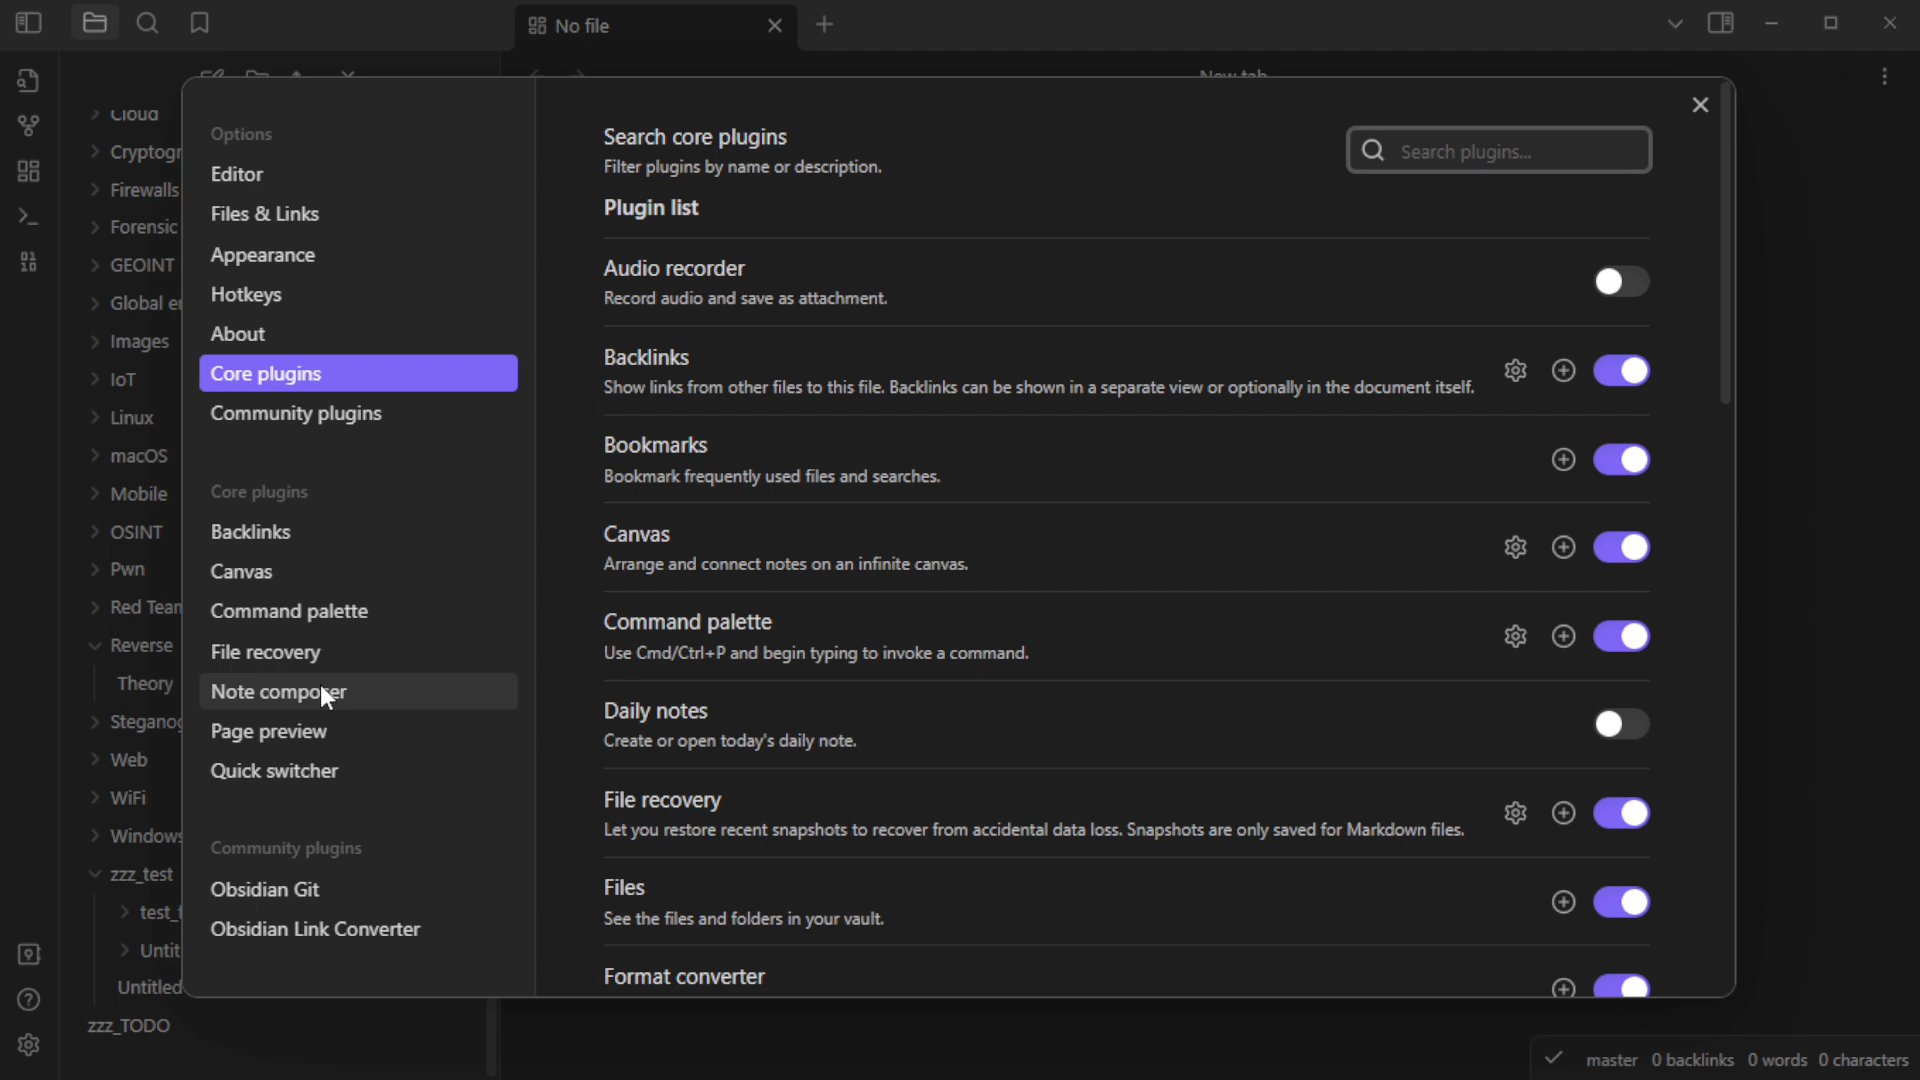 No file
New tab
Cloud
Cryptogr
Firewalls
Forensic
GEOINT
Global e
Images
IoT
Linux
macOS
Mobile
OSINT
Pwn
Red Tean
Reverse
Theory
Stegano
Web
WiFi
Windows
zzz_test
test_f
Untit
Untitled
zzz_TODO
Options
Editor
Files & Links
Appearance
Hotkeys
About
Core plugins
Community plugins
Core plugins
Backlinks
Canvas
Command palette
File recovery
Note composer
Page preview
Quick switcher
Community plugins
Obsidian Git
Obsidian Link Converter
Search core plugins
Filter plugins by name or description.
Search plugins...
Plugin list
Audio recorder
Record audio and save as attachment.
Backlinks
Show links from other files to this file. Backlinks can be shown in a separate view or optionally in the document itself.
Bookmarks
Bookmark frequently used files and searches.
Canvas
Arrange and connect notes on an infinite canvas.
Command palette
Use Cmd/Ctrl+P and begin typing to invoke a command.
Daily notes
Create or open today's daily note.
File recovery
Let you restore recent snapshots to recover from accidental data loss. Snapshots are only saved for Markdown files.
Files
See the files and folders in your vault.
Format converter
master 0 backlinks 0 words 0 characters